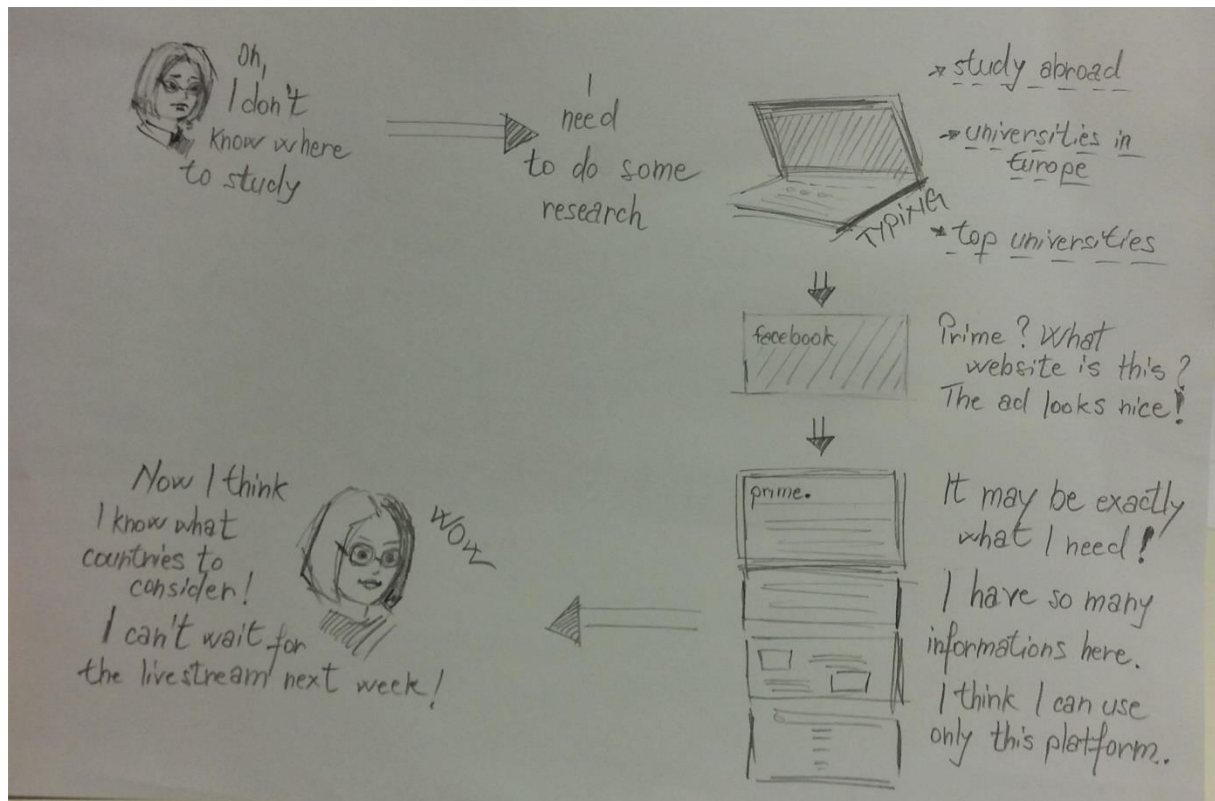 Oh,
I don't
know where
to study
I
need
to do some
research
TYPING
study abroad
universities in
Europe
top universities
facebook
Prime? What
website is this?
The ad looks nice!
prime.
It may be exactly
what I need!
I have so many
informations here.
I think I can use
only this platform.
WOW
Now I think
I know what
countries to
consider!
I can't wait for
the livestream next week!